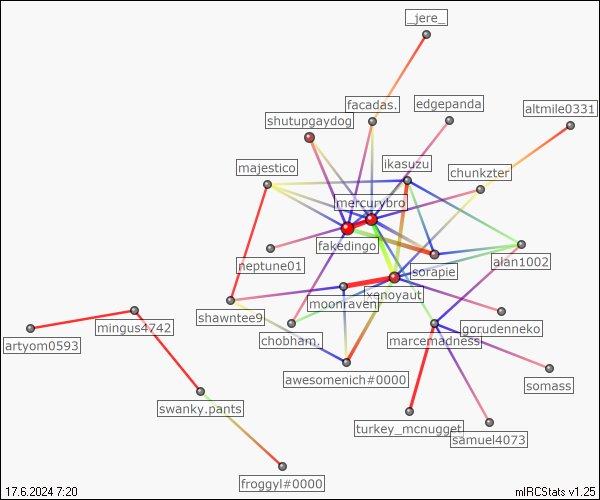 _jere_
facadas.
edgepanda
altmile0331
shutupgaydog
majestico
ikasuzu
chunkzter
mercurybro
fakedingo
neptune01
sorapie
alan1002
xenoyaut
moonraven
shawntee9
chobham.
gorudenneko
marcemadness
mingus4742
artyom0593
awesomenich#0000
somass
swanky.pants
turkey_mcnugget
samuel4073
froggyl#0000
17.6.2024 7:20
mIRCStats v1.25